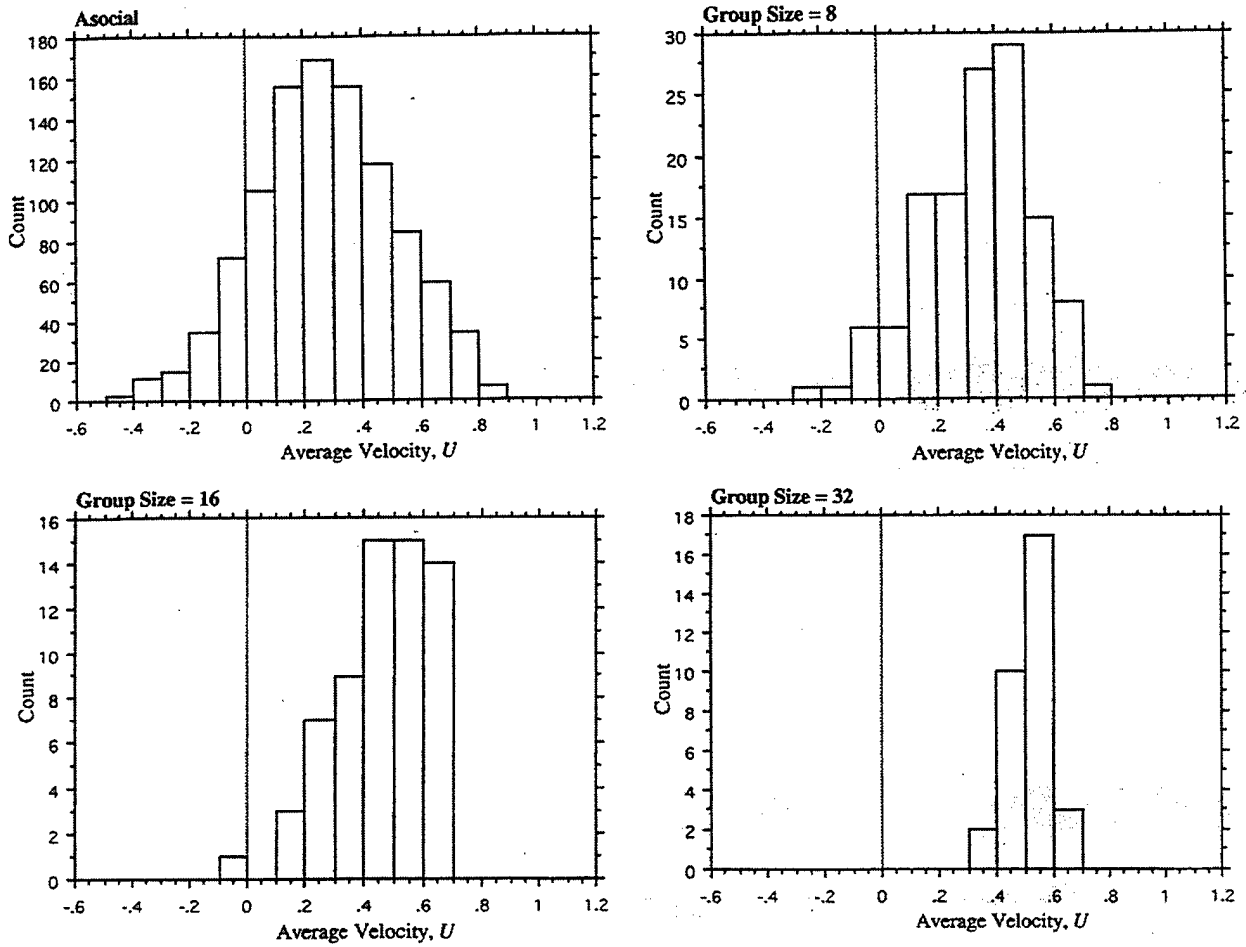 Asocial
180
160
140
120
100
80
60
40
20
0
Count
-.6 -.4 -.2 0 .2 .4 .6 .8 1 1.2
Average Velocity, U
Group Size = 8
30
25
20
15
10
5
0
Count
-.6 -.4 -.2 0 .2 .4 .6 .8 1 1.2
Average Velocity, U
Group Size = 16
16
14
12
10
8
6
4
2
0
Count
-.6 -.4 -.2 0 .2 .4 .6 .8 1 1.2
Average Velocity, U
Group Size = 32
18
16
14
12
10
8
6
4
2
0
Count
-.6 -.4 -.2 0 .2 .4 .6 .8 1 1.2
Average Velocity, U